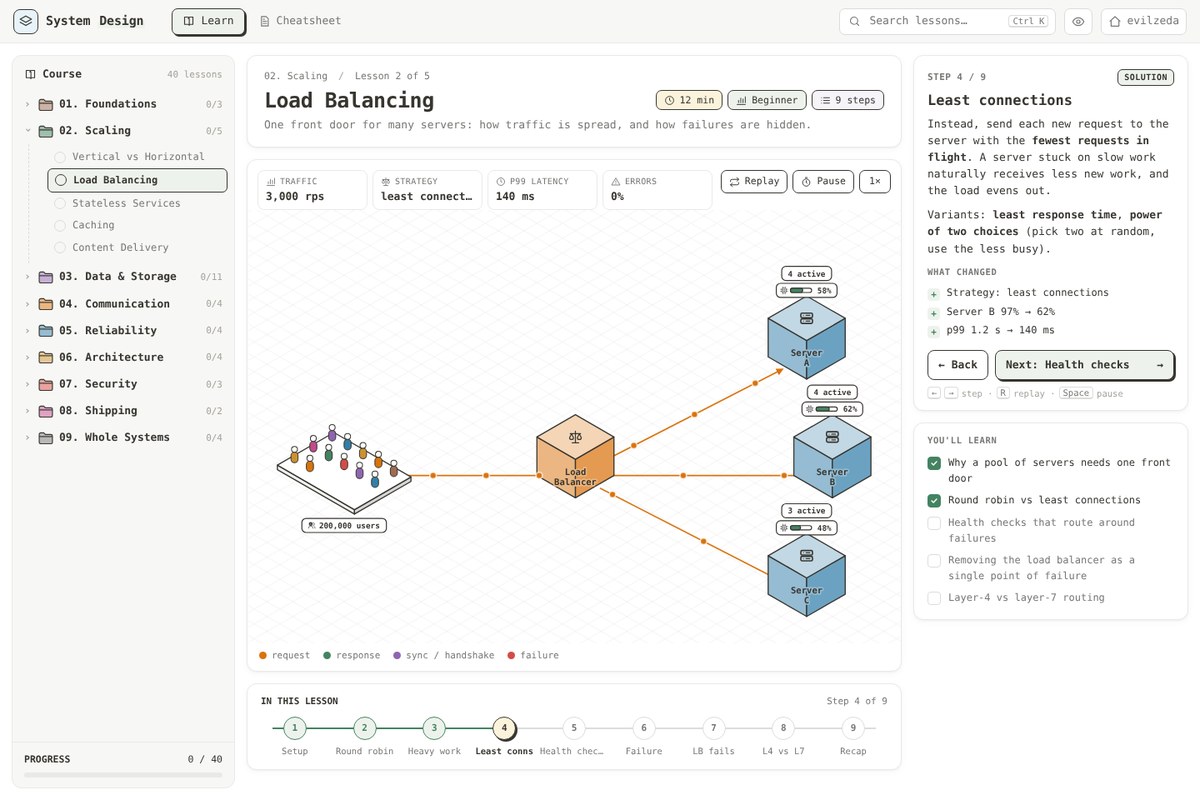 System Design
Learn
Cheatsheet
Search lessons…
Ctrl K
evilzeda
Course
40 lessons
01. Foundations 0/3
02. Scaling 0/5
Vertical vs Horizontal
Load Balancing
Stateless Services
Caching
Content Delivery
03. Data & Storage 0/11
04. Communication 0/4
05. Reliability 0/4
06. Architecture 0/4
07. Security 0/3
08. Shipping 0/2
09. Whole Systems 0/4
PROGRESS 0 / 40
02. Scaling / Lesson 2 of 5
Load Balancing
12 min
Beginner
9 steps
One front door for many servers: how traffic is spread, and how failures are hidden.
TRAFFIC
3,000 rps
STRATEGY
least connect…
P99 LATENCY
140 ms
ERRORS
0%
Replay
Pause
1×
4 active
58%
Server
A
4 active
62%
Server
B
3 active
48%
Server
C
Load
Balancer
200,000 users
request
response
sync / handshake
failure
IN THIS LESSON
Step 4 of 9
1
2
3
4
5
6
7
8
9
Setup
Round robin
Heavy work
Least conns
Health chec…
Failure
LB fails
L4 vs L7
Recap
STEP 4 / 9
SOLUTION
Least connections
Instead, send each new request to the
server with the fewest requests in
flight. A server stuck on slow work
naturally receives less new work, and
the load evens out.
Variants: least response time, power
of two choices (pick two at random,
use the less busy).
WHAT CHANGED
+ Strategy: least connections
+ Server B 97% → 62%
+ p99 1.2 s → 140 ms
← Back
Next: Health checks →
← → step · R replay · Space pause
YOU'LL LEARN
Why a pool of servers needs one front
door
Round robin vs least connections
Health checks that route around
failures
Removing the load balancer as a
single point of failure
Layer-4 vs layer-7 routing